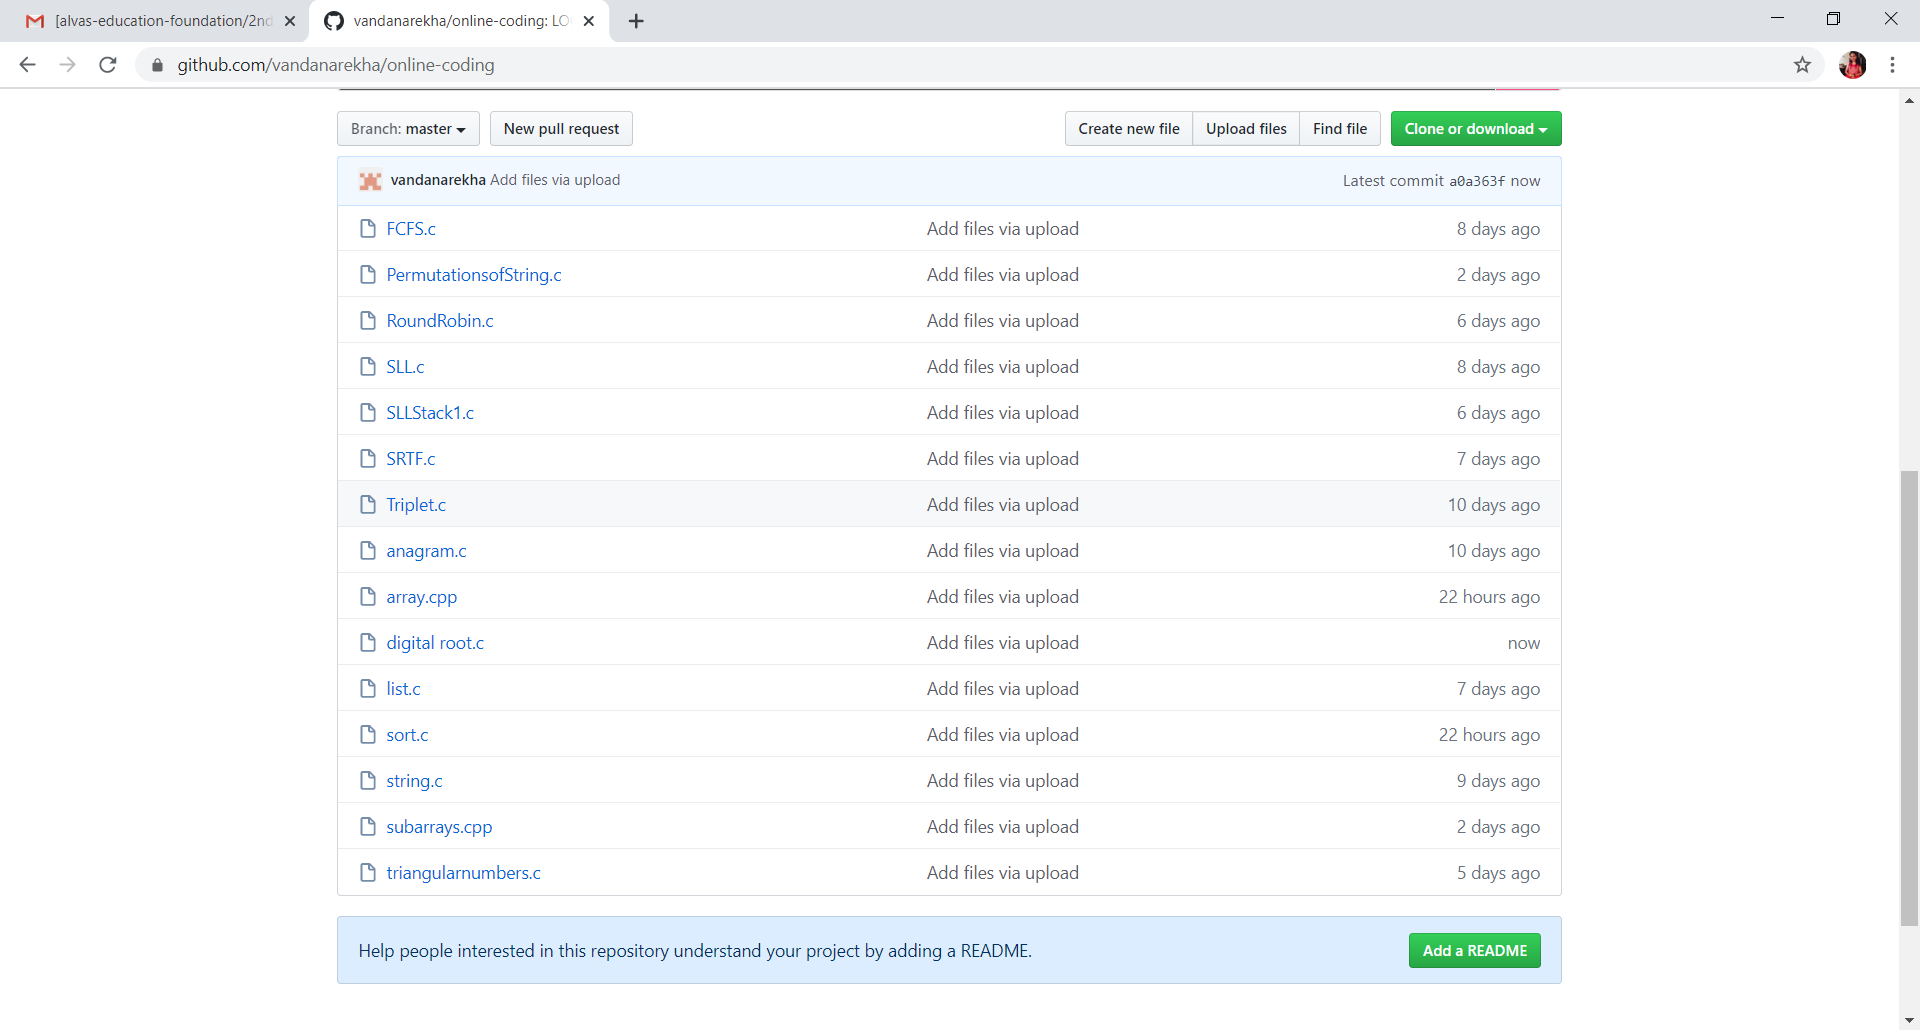 [alvas-education-foundation/2nd
vandanarekha/online-coding: LO
github.com/vandanarekha/online-coding
Branch: master New pull request Create new file Upload files Find file Clone or download
vandanarekha Add files via upload Latest commit a0a363f now
FCFS.c Add files via upload 8 days ago
PermutationsofString.c Add files via upload 2 days ago
RoundRobin.c Add files via upload 6 days ago
SLL.c Add files via upload 8 days ago
SLLStack1.c Add files via upload 6 days ago
SRTF.c Add files via upload 7 days ago
Triplet.c Add files via upload 10 days ago
anagram.c Add files via upload 10 days ago
array.cpp Add files via upload 22 hours ago
digital root.c Add files via upload now
list.c Add files via upload 7 days ago
sort.c Add files via upload 22 hours ago
string.c Add files via upload 9 days ago
subarrays.cpp Add files via upload 2 days ago
triangularnumbers.c Add files via upload 5 days ago
Help people interested in this repository understand your project by adding a README. Add a README